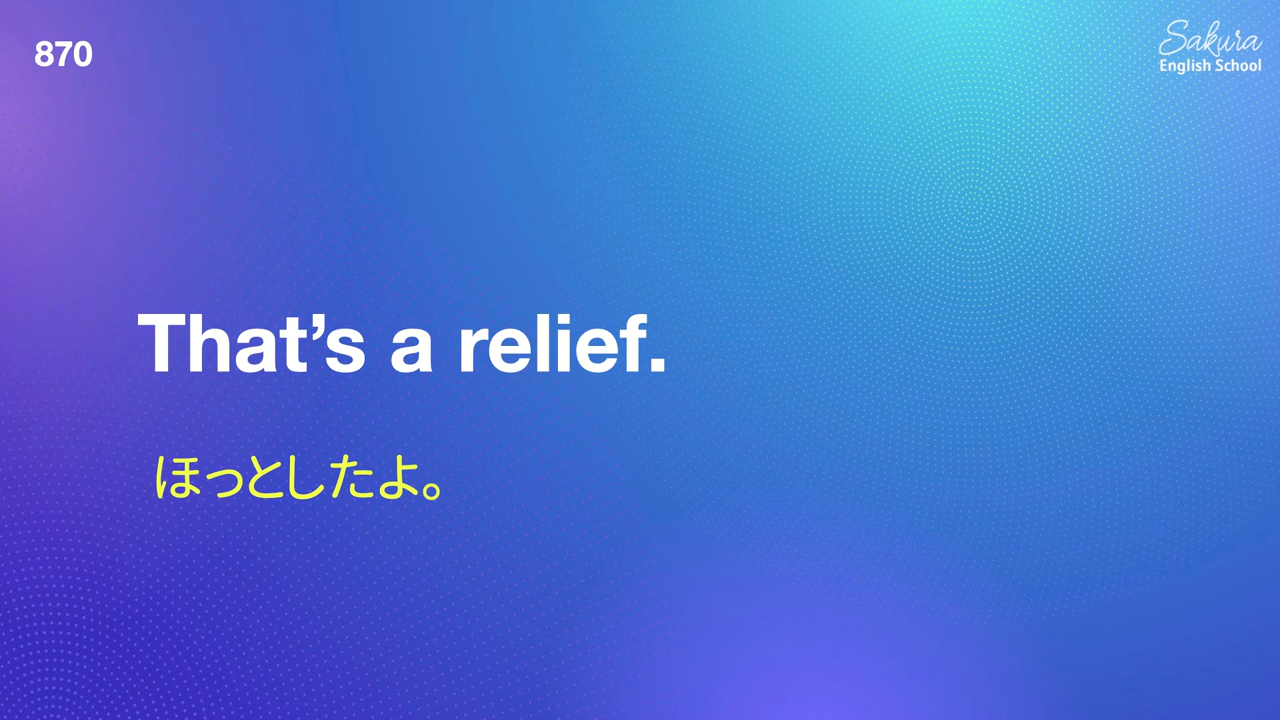 870
Sakura
English School
That's a relief.
ほっとしたよ。